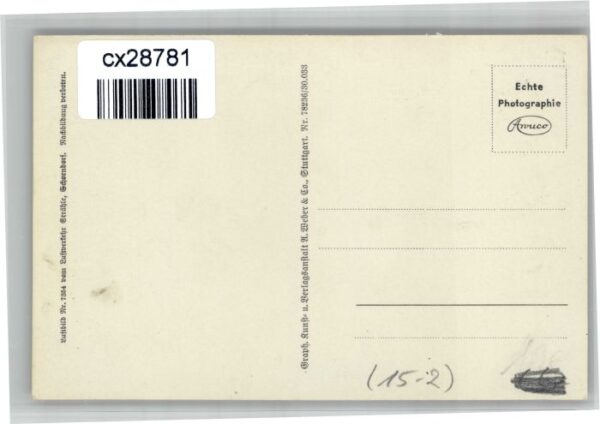 cx28781
Luftbild Nr. 7364 vom Luftverkehr Strähle, Schorndorf. Nachbildung verboten.
Graph. Kunst- u. Verlagsanstalt A. Weber & Co., Stuttgart. Nr. 78236/30.033
Echte
Photographie
Awuco
(15-2)